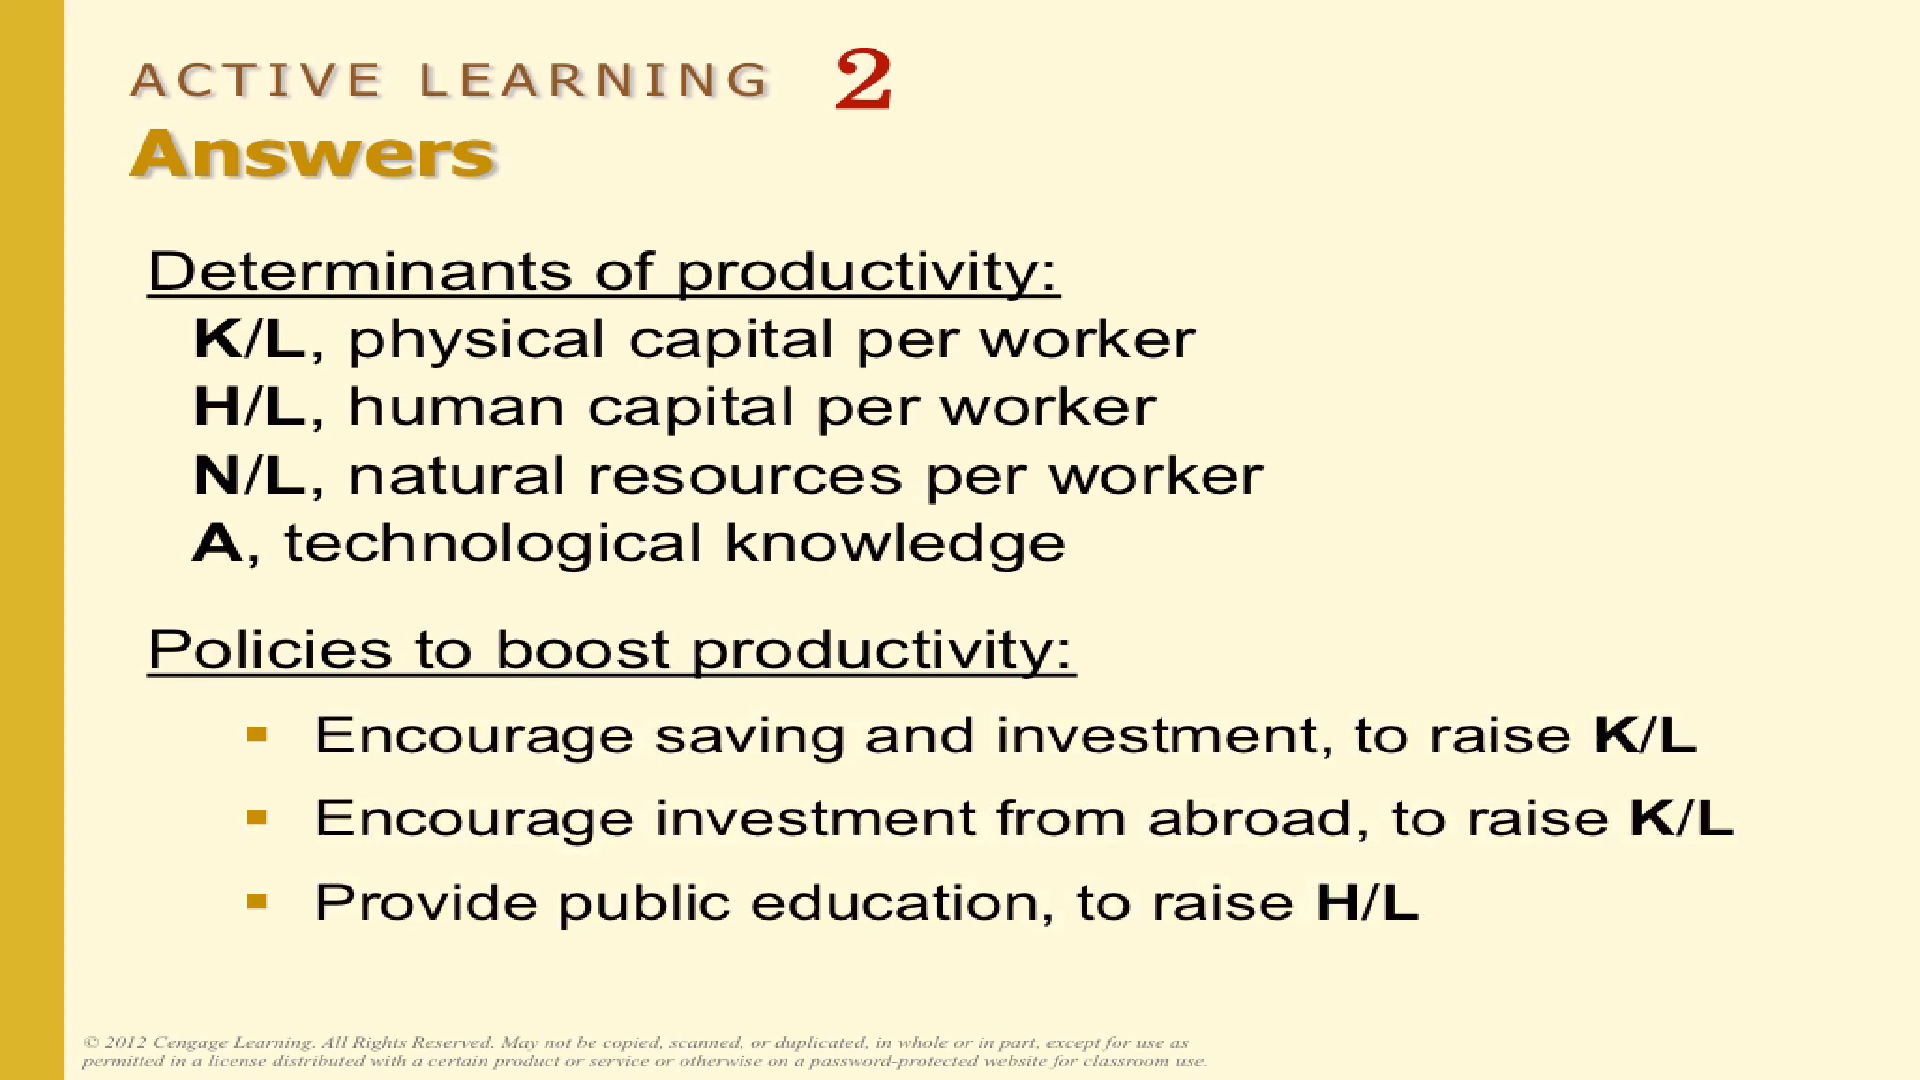 ACTIVE LEARNING 2
Answers
Determinants of productivity:
K/L, physical capital per worker
H/L, human capital per worker
N/L, natural resources per worker
A, technological knowledge
Policies to boost productivity:
▪ Encourage saving and investment, to raise K/L
▪ Encourage investment from abroad, to raise K/L
▪ Provide public education, to raise H/L
© 2012 Cengage Learning. All Rights Reserved. May not be copied, scanned, or duplicated, in whole or in part, except for use as
permitted in a license distributed with a certain product or service or otherwise on a password-protected website for classroom use.